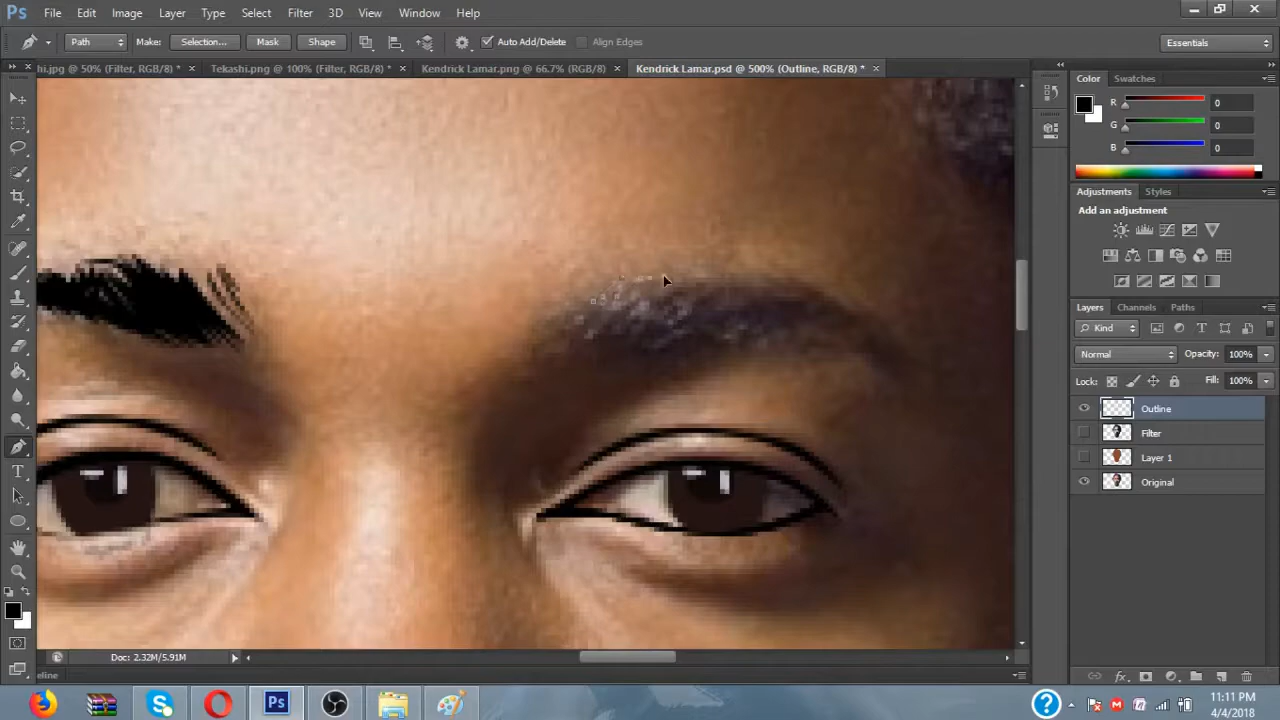 Ps File Edit Image Layer Type Select Filter 3D View Window Help
Path Make: Selection... Mask Shape Auto Add/Delete Align Edges Essentials
hi.jpg @ 50% (Filter, RGB/8) * Tekashi.png @ 100% (Filter, RGB/8) * Kendrick Lamar.png @ 66.7% (RGB/8) Kendrick Lamar.psd @ 500% (Outline, RGB/8) *
Color Swatches
R 0
G 0
B 0
Adjustments Styles
Add an adjustment
Layers Channels Paths
Kind
Normal Opacity: 100%
Lock: Fill: 100%
Outline
Filter
Layer 1
Original
Doc: 2.32M/5.91M
eline
Ps
11:11 PM
4/4/2018